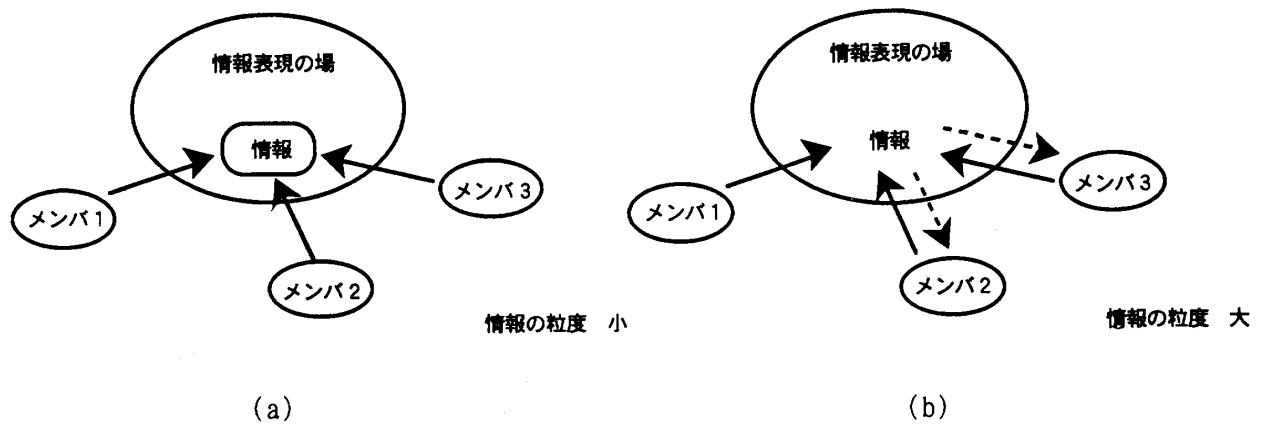 情報表現の場
情報
メンバ1
メンバ2
メンバ3
情報の粒度 小
(a)
情報表現の場
情報
メンバ1
メンバ2
メンバ3
情報の粒度 大
(b)